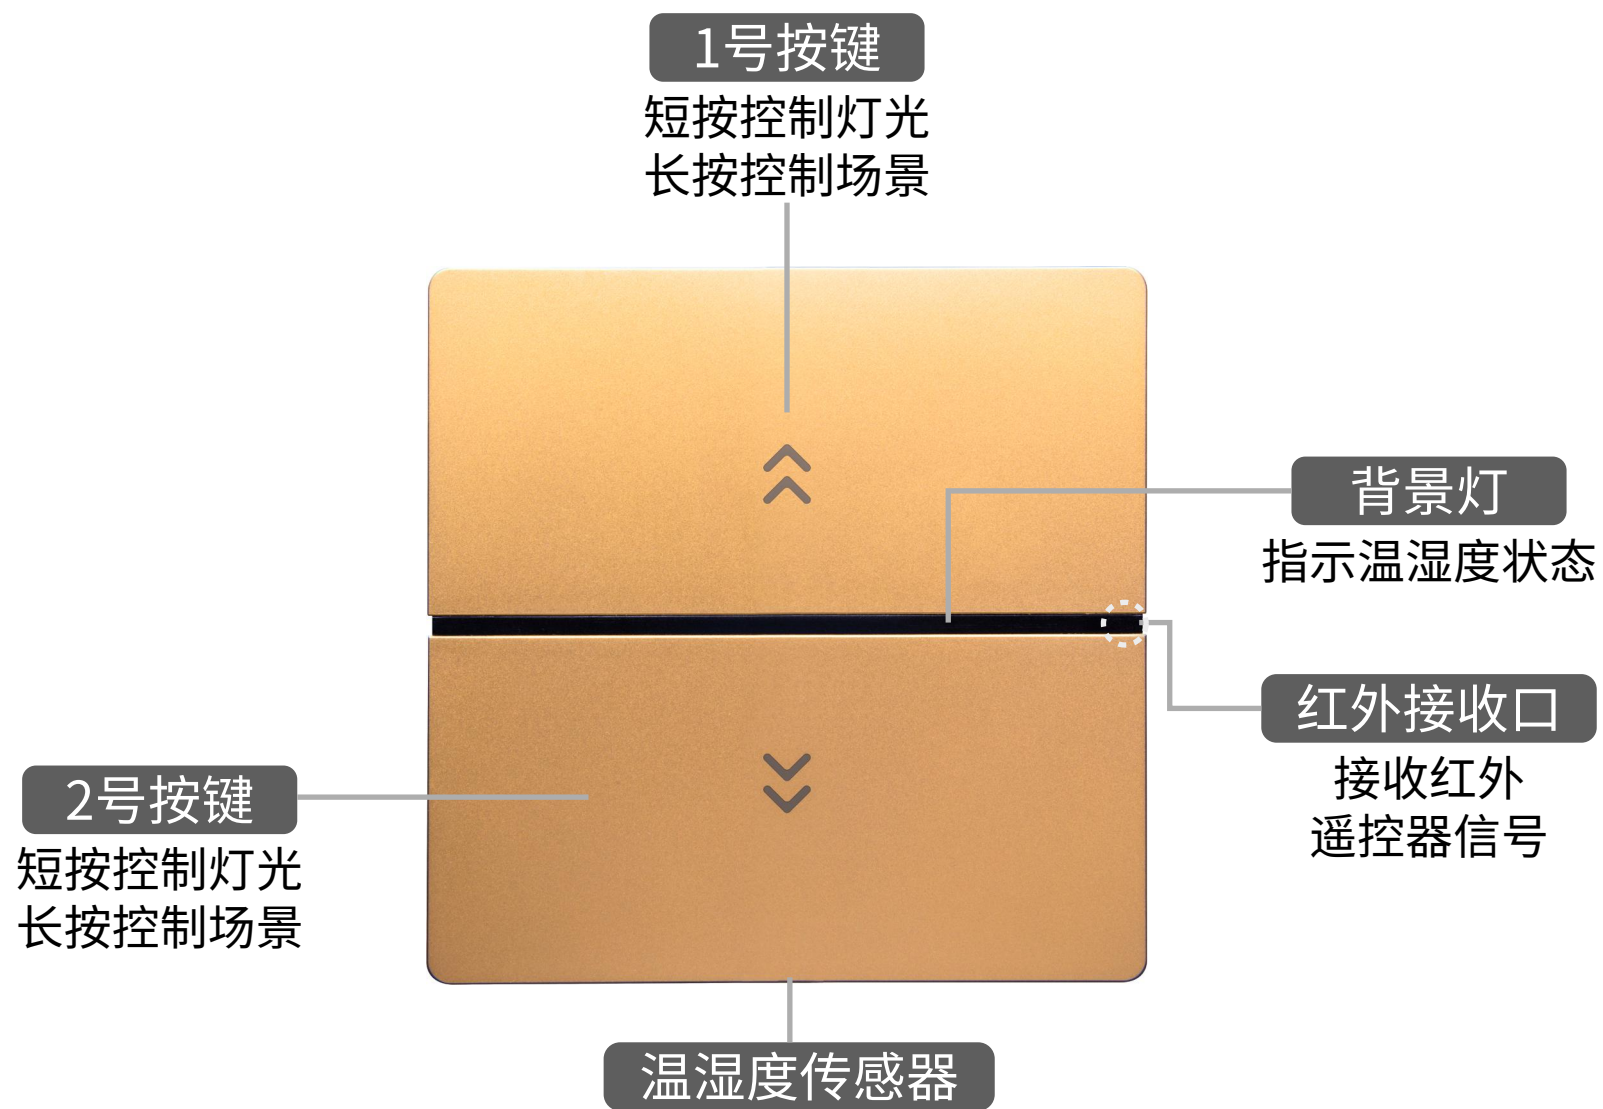 1号按键
短按控制灯光
长按控制场景
背景灯
指示温湿度状态
红外接收口
接收红外
遥控器信号
2号按键
短按控制灯光
长按控制场景
温湿度传感器